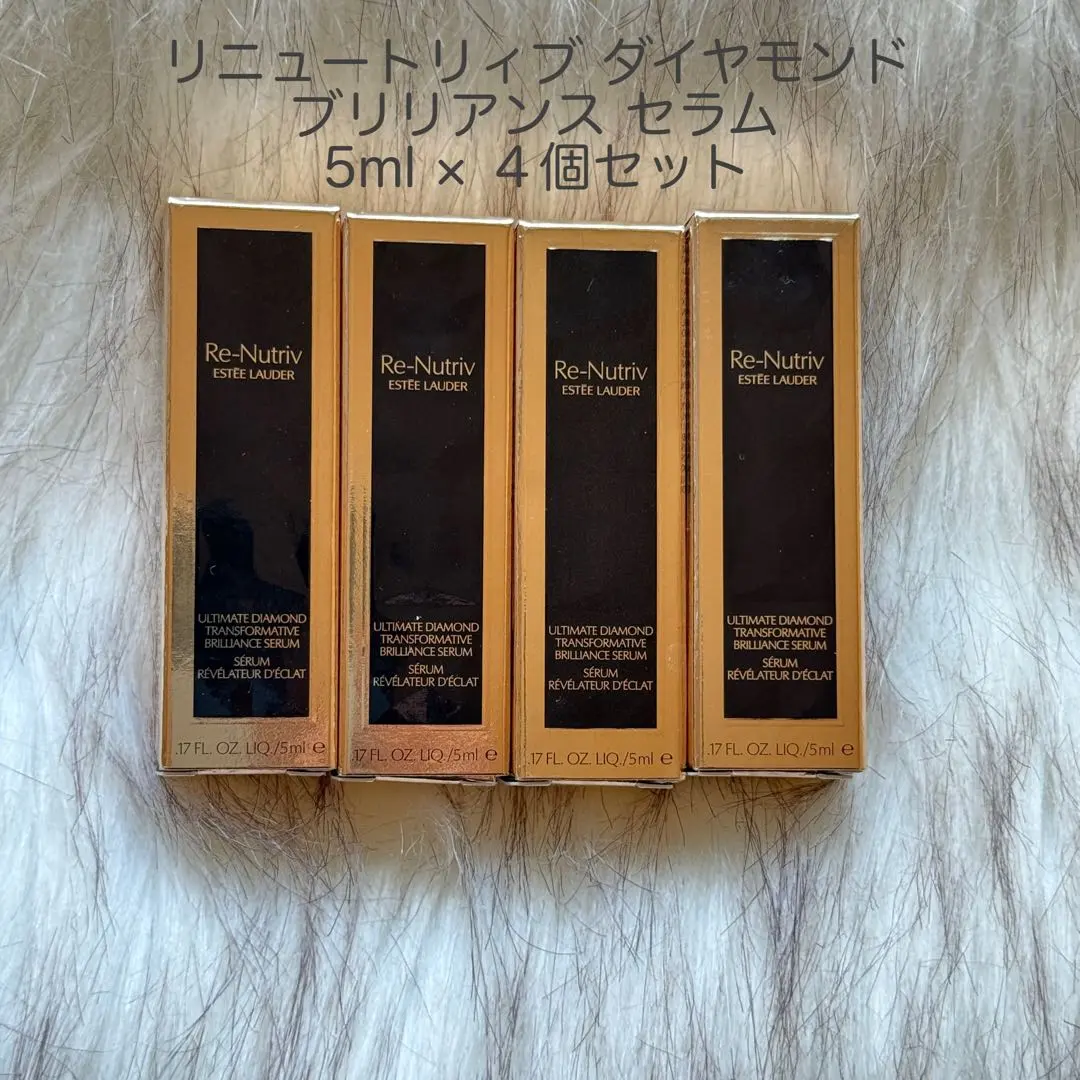 リニュートリィブ ダイヤモンド
ブリリアンス セラム
5ml × 4個セット
Re-Nutriv
ESTĒE LAUDER
ULTIMATE DIAMOND
TRANSFORMATIVE
BRILLIANCE SERUM
SÉRUM
RÉVÉLATEUR D'ÉCLAT
.17 FL. OZ. LIQ./5ml e
Re-Nutriv
ESTĒE LAUDER
ULTIMATE DIAMOND
TRANSFORMATIVE
BRILLIANCE SERUM
SÉRUM
RÉVÉLATEUR D'ÉCLAT
.17 FL. OZ. LIQ./5ml e
Re-Nutriv
ESTĒE LAUDER
ULTIMATE DIAMOND
TRANSFORMATIVE
BRILLIANCE SERUM
SÉRUM
RÉVÉLATEUR D'ÉCLAT
.17 FL. OZ. LIQ./5ml e
Re-Nutriv
ESTĒE LAUDER
ULTIMATE DIAMOND
TRANSFORMATIVE
BRILLIANCE SERUM
SÉRUM
RÉVÉLATEUR D'ÉCLAT
.17 FL. OZ. LIQ./5ml e